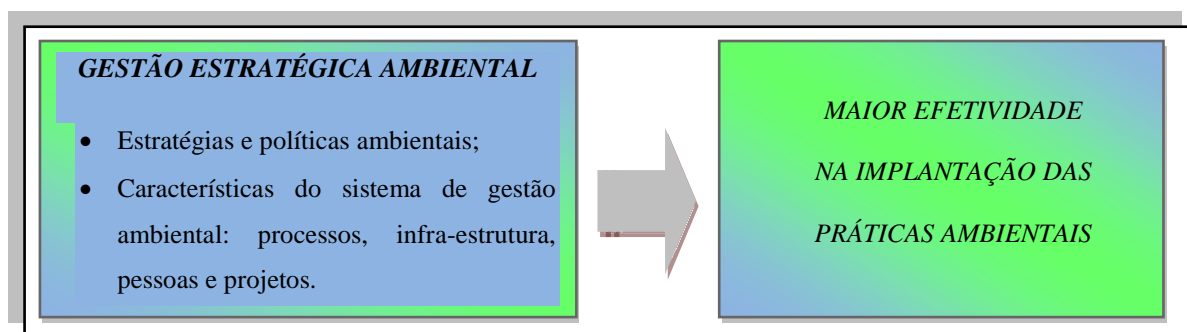 GESTÃO ESTRATÉGICA AMBIENTAL
• Estratégias e políticas ambientais;
• Características do sistema de gestão
ambiental: processos, infra-estrutura,
pessoas e projetos.
MAIOR EFETIVIDADE
NA IMPLANTAÇÃO DAS
PRÁTICAS AMBIENTAIS